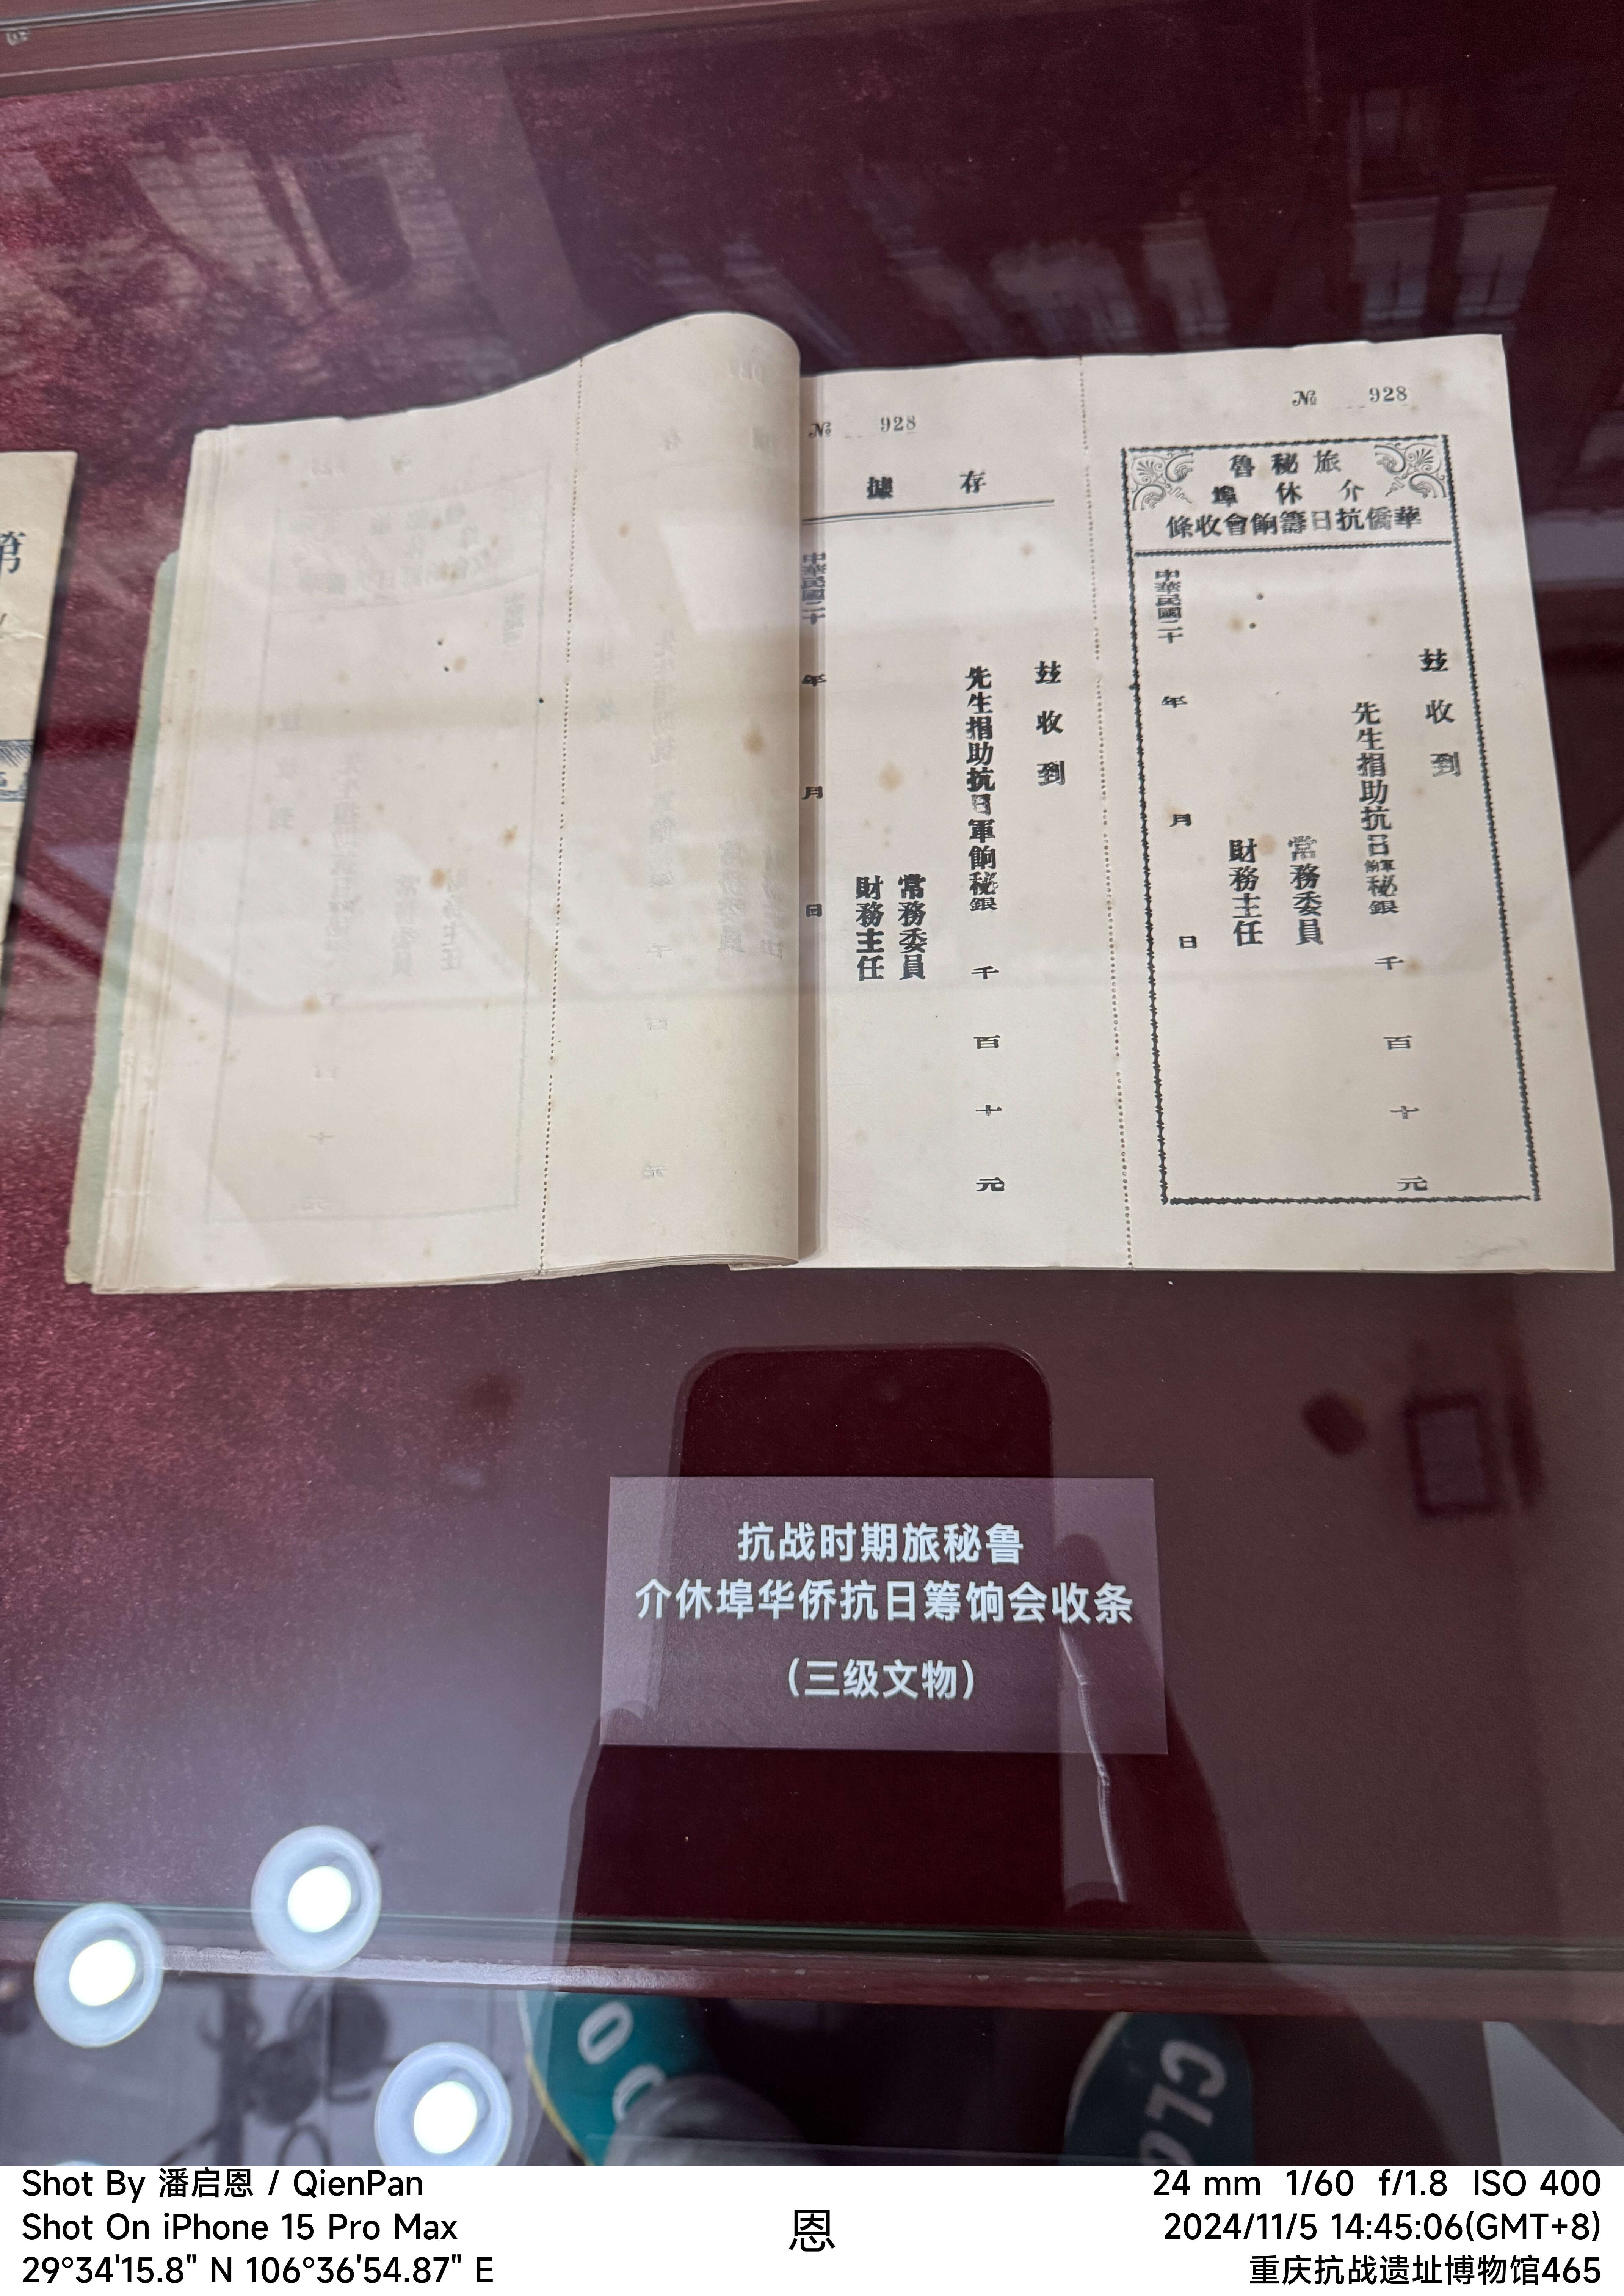 № 928
旅秘魯
介休埠
華僑抗日籌餉會收條
茲收到
先生捐助抗日軍餉秘銀 千 百 十 元
常務委員
財務主任
中華民國二十 年 月 日
№ 928
存據
茲收到
先生捐助抗日軍餉秘銀 千 百 十 元
常務委員
財務主任
中華民國二十 年 月 日
第
抗战时期旅秘鲁
介休埠华侨抗日筹饷会收条
（三级文物）
Shot By 潘启恩 / QienPan
Shot On iPhone 15 Pro Max
29°34'15.8" N 106°36'54.87" E
恩
24 mm 1/60 f/1.8 ISO 400
2024/11/5 14:45:06(GMT+8)
重庆抗战遗址博物馆465